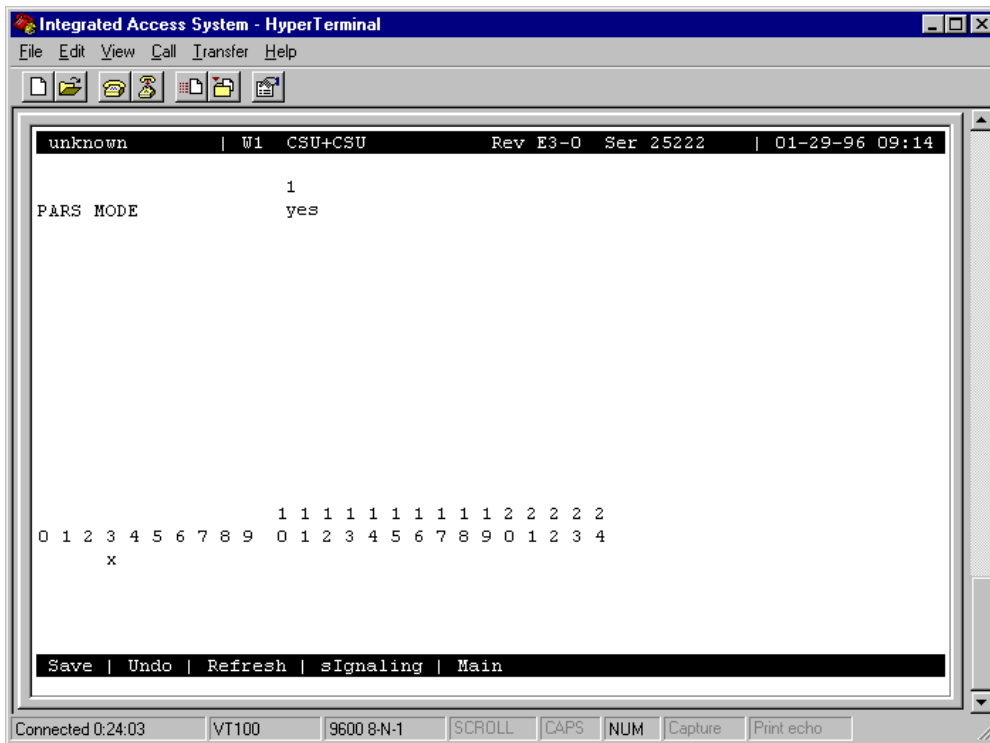 Integrated Access System - HyperTerminal
File Edit View Call Transfer Help
unknown | W1 CSU+CSU Rev E3-0 Ser 25222 | 01-29-96 09:14
1
PARS MODE yes
1 1 1 1 1 1 1 1 1 1 2 2 2 2 2
0 1 2 3 4 5 6 7 8 9 0 1 2 3 4 5 6 7 8 9 0 1 2 3 4
x
Save | Undo | Refresh | sIgnaling | Main
Connected 0:24:03 VT100 9600 8-N-1 SCROLL CAPS NUM Capture Print echo